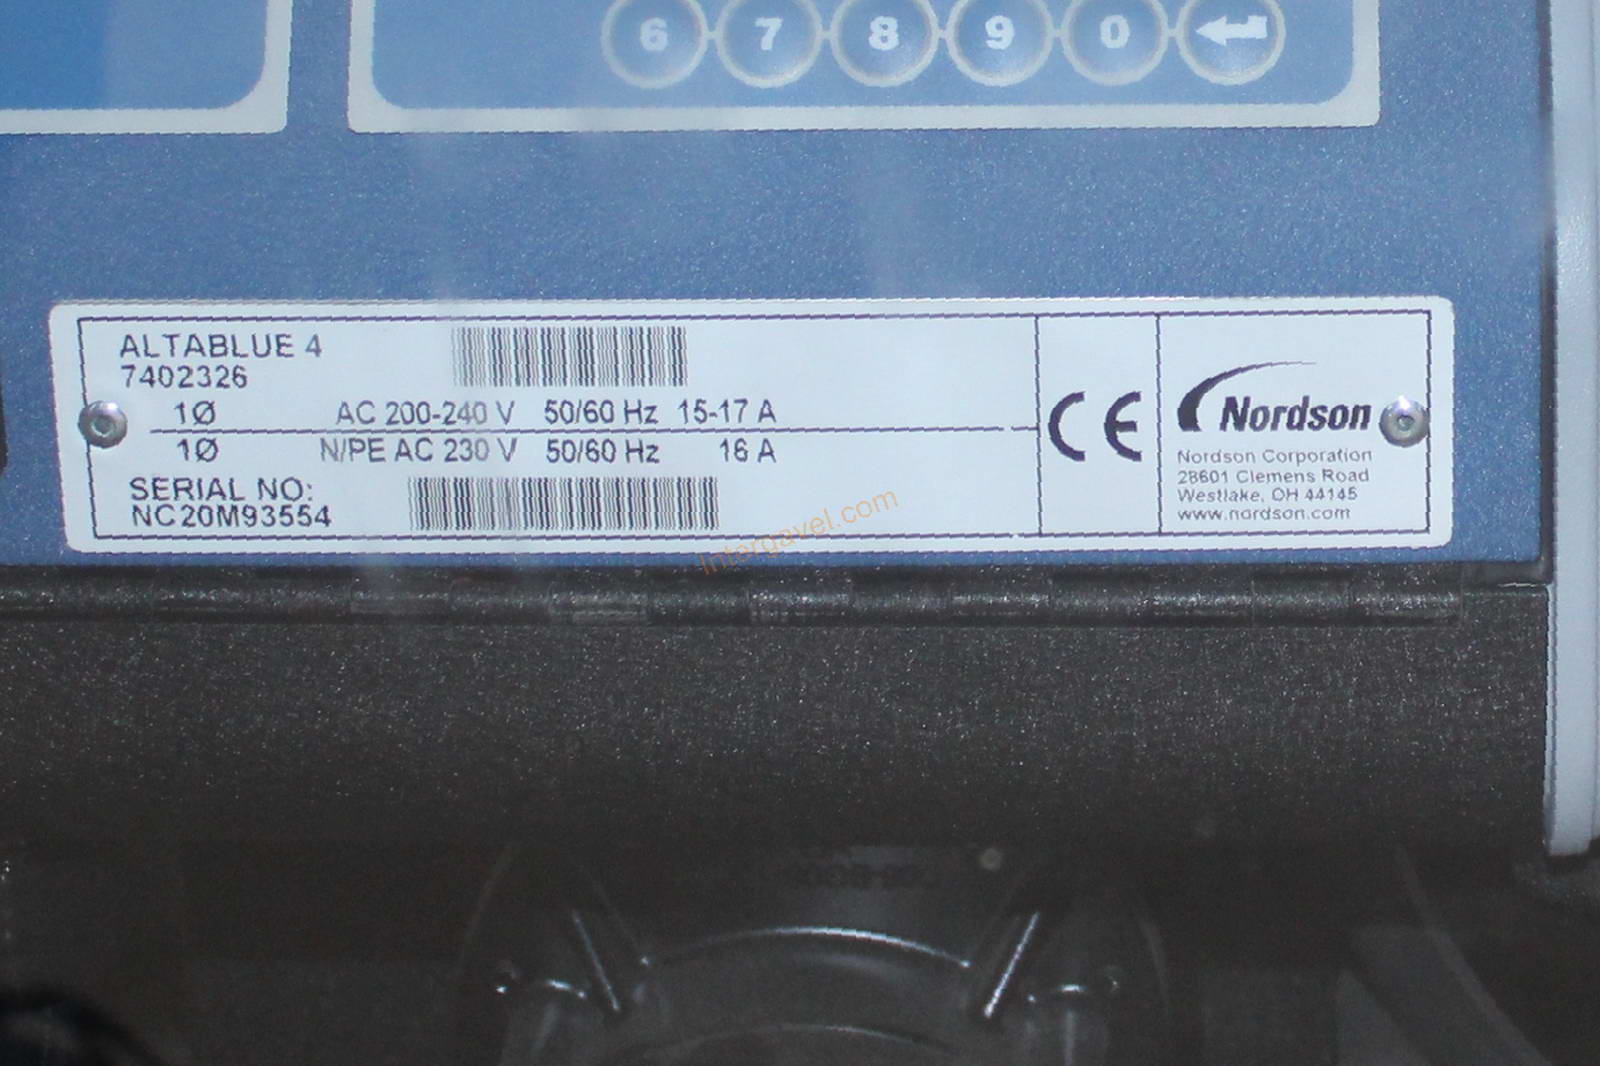 6 7 8 9 0
ALTABLUE 4
7402326
1Ø AC 200-240 V 50/60 Hz 15-17 A
1Ø N/PE AC 230 V 50/60 Hz 16 A
SERIAL NO:
NC20M93554
CE
Nordson
Nordson Corporation
28601 Clemens Road
Westlake, OH 44145
www.nordson.com
Intergavel.com